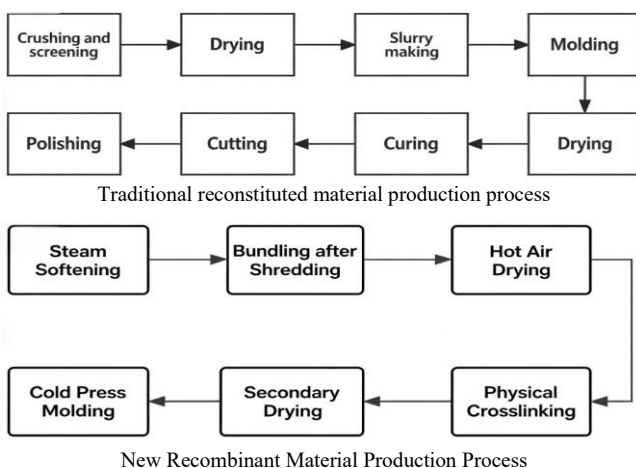 Crushing and
screening
Drying
Slurry
making
Molding
Drying
Curing
Cutting
Polishing
Traditional reconstituted material production process
Steam
Softening
Bundling after
Shredding
Hot Air
Drying
Physical
Crosslinking
Secondary
Drying
Cold Press
Molding
New Recombinant Material Production Process